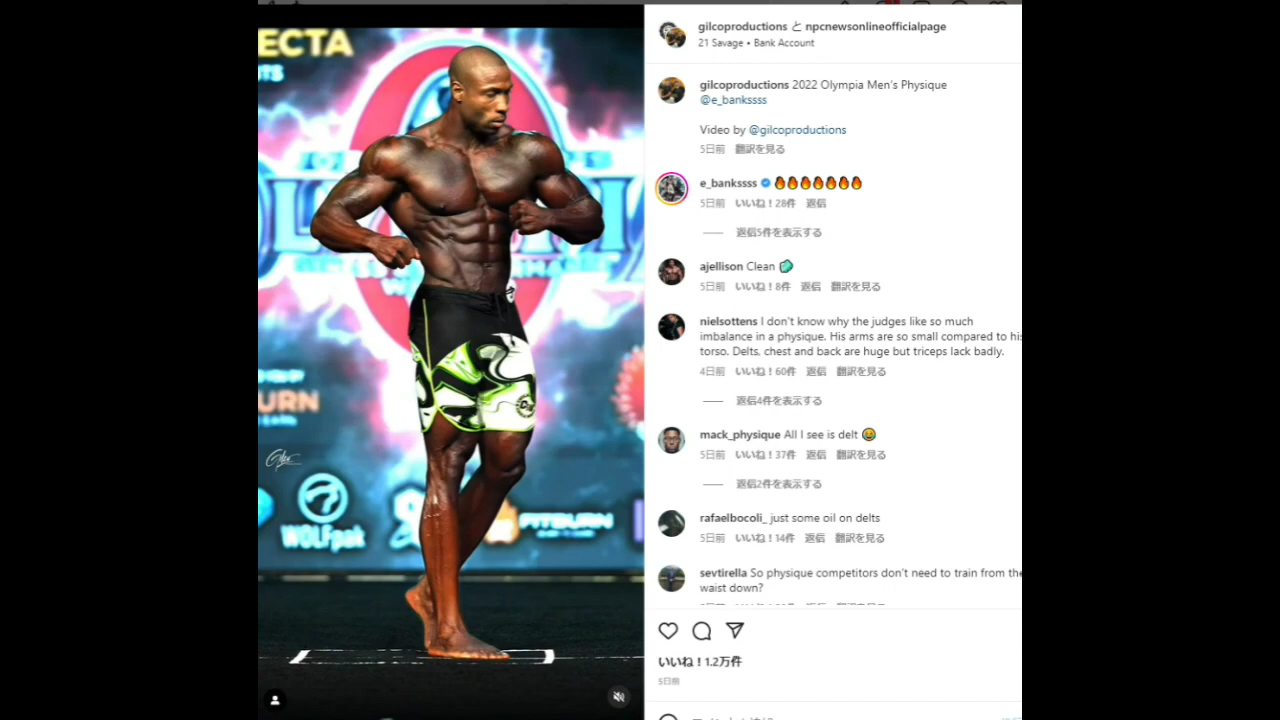 ECTA
TS
URN
WOLFpak
FITBURN
gilcoproductions と npcnewsonlineofficialpage
21 Savage • Bank Account
gilcoproductions 2022 Olympia Men's Physique
@e_bankssss
Video by @gilcoproductions
5日前 翻訳を見る
e_bankssss 🔥🔥🔥🔥🔥🔥🔥
5日前 いいね！28件 返信
返信5件を表示する
ajellison Clean 🧼
5日前 いいね！8件 返信 翻訳を見る
nielsottens I don't know why the judges like so much
imbalance in a physique. His arms are so small compared to his
torso. Delts, chest and back are huge but triceps lack badly.
4日前 いいね！60件 返信 翻訳を見る
返信4件を表示する
mack_physique All I see is delt 😂
5日前 いいね！37件 返信 翻訳を見る
返信2件を表示する
rafaelbocoli_ just some oil on delts
5日前 いいね！14件 返信 翻訳を見る
sevtirella So physique competitors don't need to train from the
waist down?
いいね！1.2万件
5日前